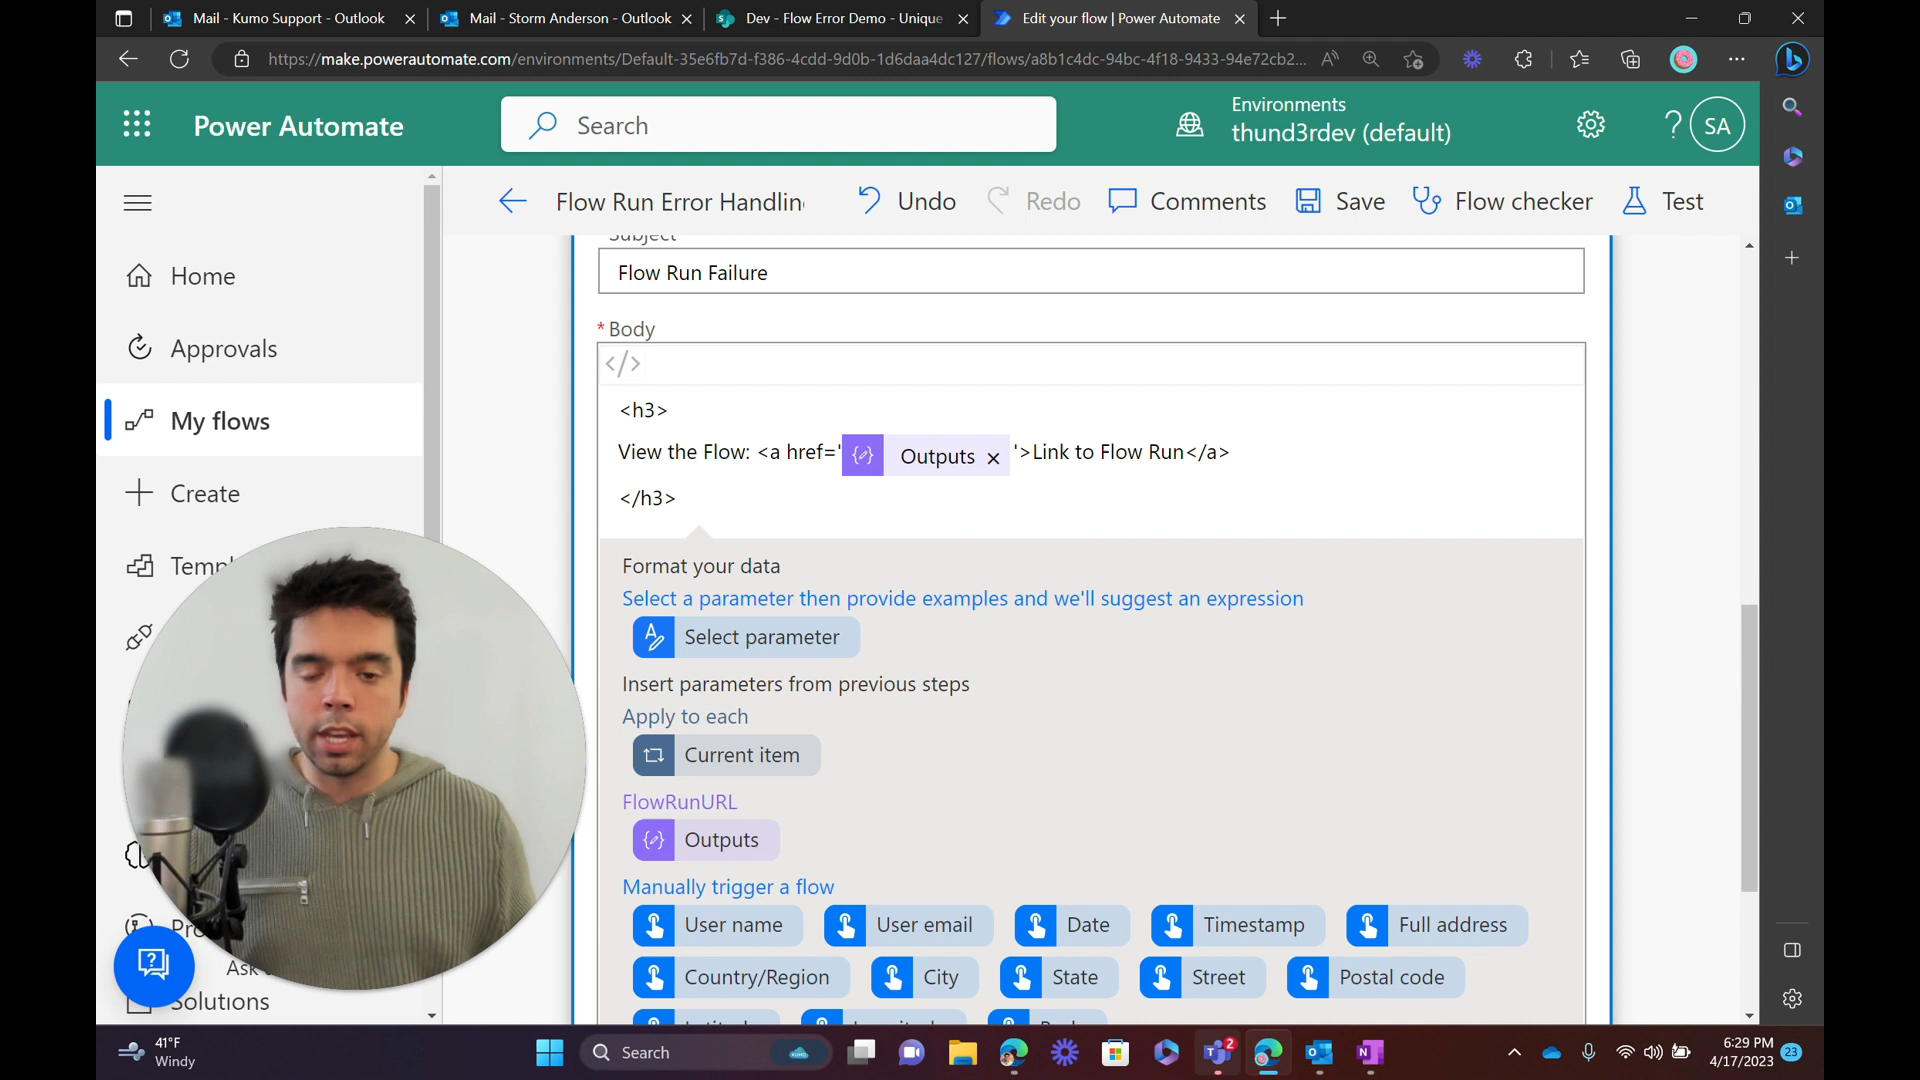 Mail - Kumo Support - Outlook
Mail - Storm Anderson - Outlook
Dev - Flow Error Demo - Unique
Edit your flow | Power Automate
https://make.powerautomate.com/environments/Default-35e6fb7d-f386-4cdd-9d0b-1d6daa4dc127/flows/a8b1c4dc-94bc-4f18-9433-94e72cb2...
Power Automate
Search
Environments
thund3rdev (default)
?
SA
Flow Run Error Handlin
Undo
Redo
Comments
Save
Flow checker
Test
Home
Approvals
My flows
Create
Templ
Pro
Ask
Solutions
Subject
Flow Run Failure
* Body
</>
<h3>
View the Flow: <a href=' Outputs × '>Link to Flow Run</a>
</h3>
Format your data
Select a parameter then provide examples and we'll suggest an expression
Select parameter
Insert parameters from previous steps
Apply to each
Current item
FlowRunURL
Outputs
Manually trigger a flow
User name
User email
Date
Timestamp
Full address
Country/Region
City
State
Street
Postal code
41°F
Windy
Search
2
6:29 PM
4/17/2023
23